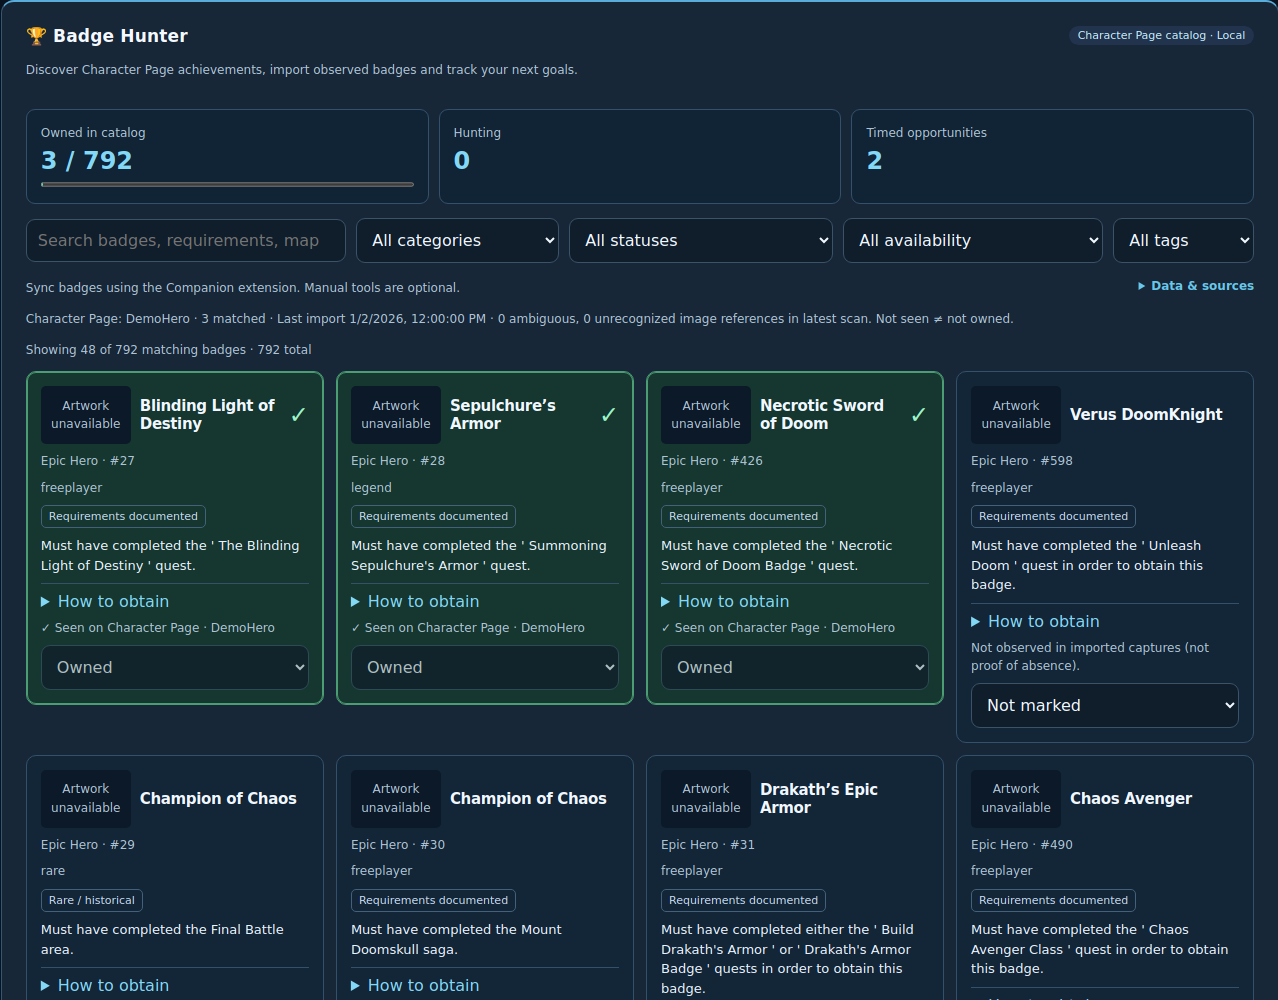 🏆 Badge Hunter
Character Page catalog · Local
Discover Character Page achievements, import observed badges and track your next goals.
Owned in catalog
3 / 792
Hunting
0
Timed opportunities
2
Search badges, requirements, map
All categories
All statuses
All availability
All tags
Sync badges using the Companion extension. Manual tools are optional.
▶ Data & sources
Character Page: DemoHero · 3 matched · Last import 1/2/2026, 12:00:00 PM · 0 ambiguous, 0 unrecognized image references in latest scan. Not seen ≠ not owned.
Showing 48 of 792 matching badges · 792 total
Artwork
unavailable
Blinding Light of
Destiny
✓
Epic Hero · #27
freeplayer
Requirements documented
Must have completed the ' The Blinding
Light of Destiny ' quest.
▶ How to obtain
✓ Seen on Character Page · DemoHero
Owned
Artwork
unavailable
Sepulchure’s
Armor
✓
Epic Hero · #28
legend
Requirements documented
Must have completed the ' Summoning
Sepulchure's Armor ' quest.
▶ How to obtain
✓ Seen on Character Page · DemoHero
Owned
Artwork
unavailable
Necrotic Sword
of Doom
✓
Epic Hero · #426
freeplayer
Requirements documented
Must have completed the ' Necrotic
Sword of Doom Badge ' quest.
▶ How to obtain
✓ Seen on Character Page · DemoHero
Owned
Artwork
unavailable
Verus DoomKnight
Epic Hero · #598
freeplayer
Requirements documented
Must have completed the ' Unleash
Doom ' quest in order to obtain this
badge.
▶ How to obtain
Not observed in imported captures (not
proof of absence).
Not marked
Artwork
unavailable
Champion of Chaos
Epic Hero · #29
rare
Rare / historical
Must have completed the Final Battle
area.
▶ How to obtain
Artwork
unavailable
Champion of Chaos
Epic Hero · #30
freeplayer
Requirements documented
Must have completed the Mount
Doomskull saga.
▶ How to obtain
Artwork
unavailable
Drakath’s Epic
Armor
Epic Hero · #31
freeplayer
Requirements documented
Must have completed either the ' Build
Drakath's Armor ' or ' Drakath's Armor
Badge ' quests in order to obtain this
badge.
Artwork
unavailable
Chaos Avenger
Epic Hero · #490
freeplayer
Requirements documented
Must have completed the ' Chaos
Avenger Class ' quest in order to obtain
this badge.